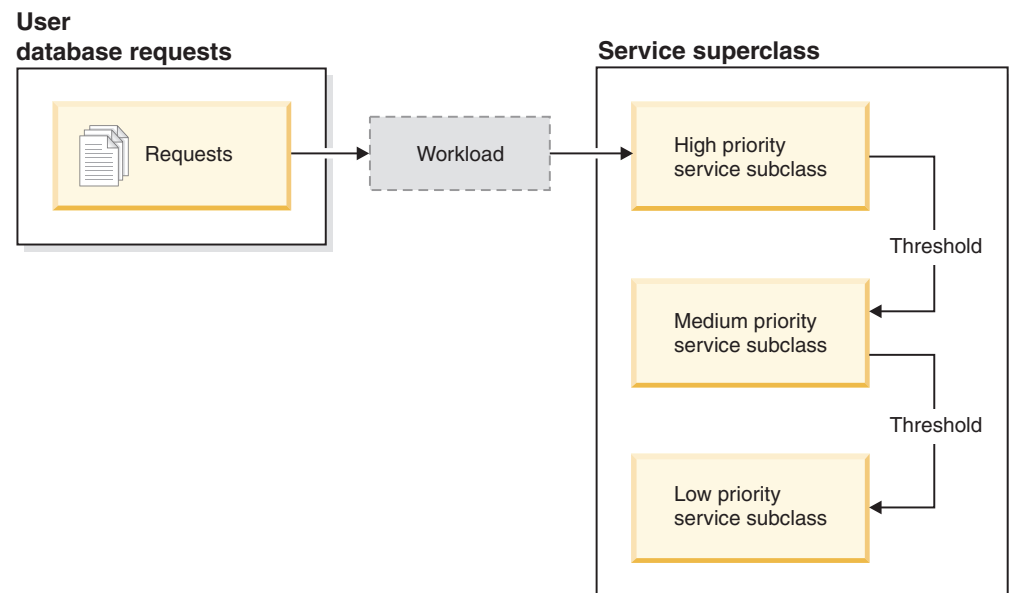 User
database requests
Service superclass
Requests
Workload
High priority
service subclass
Threshold
Medium priority
service subclass
Threshold
Low priority
service subclass